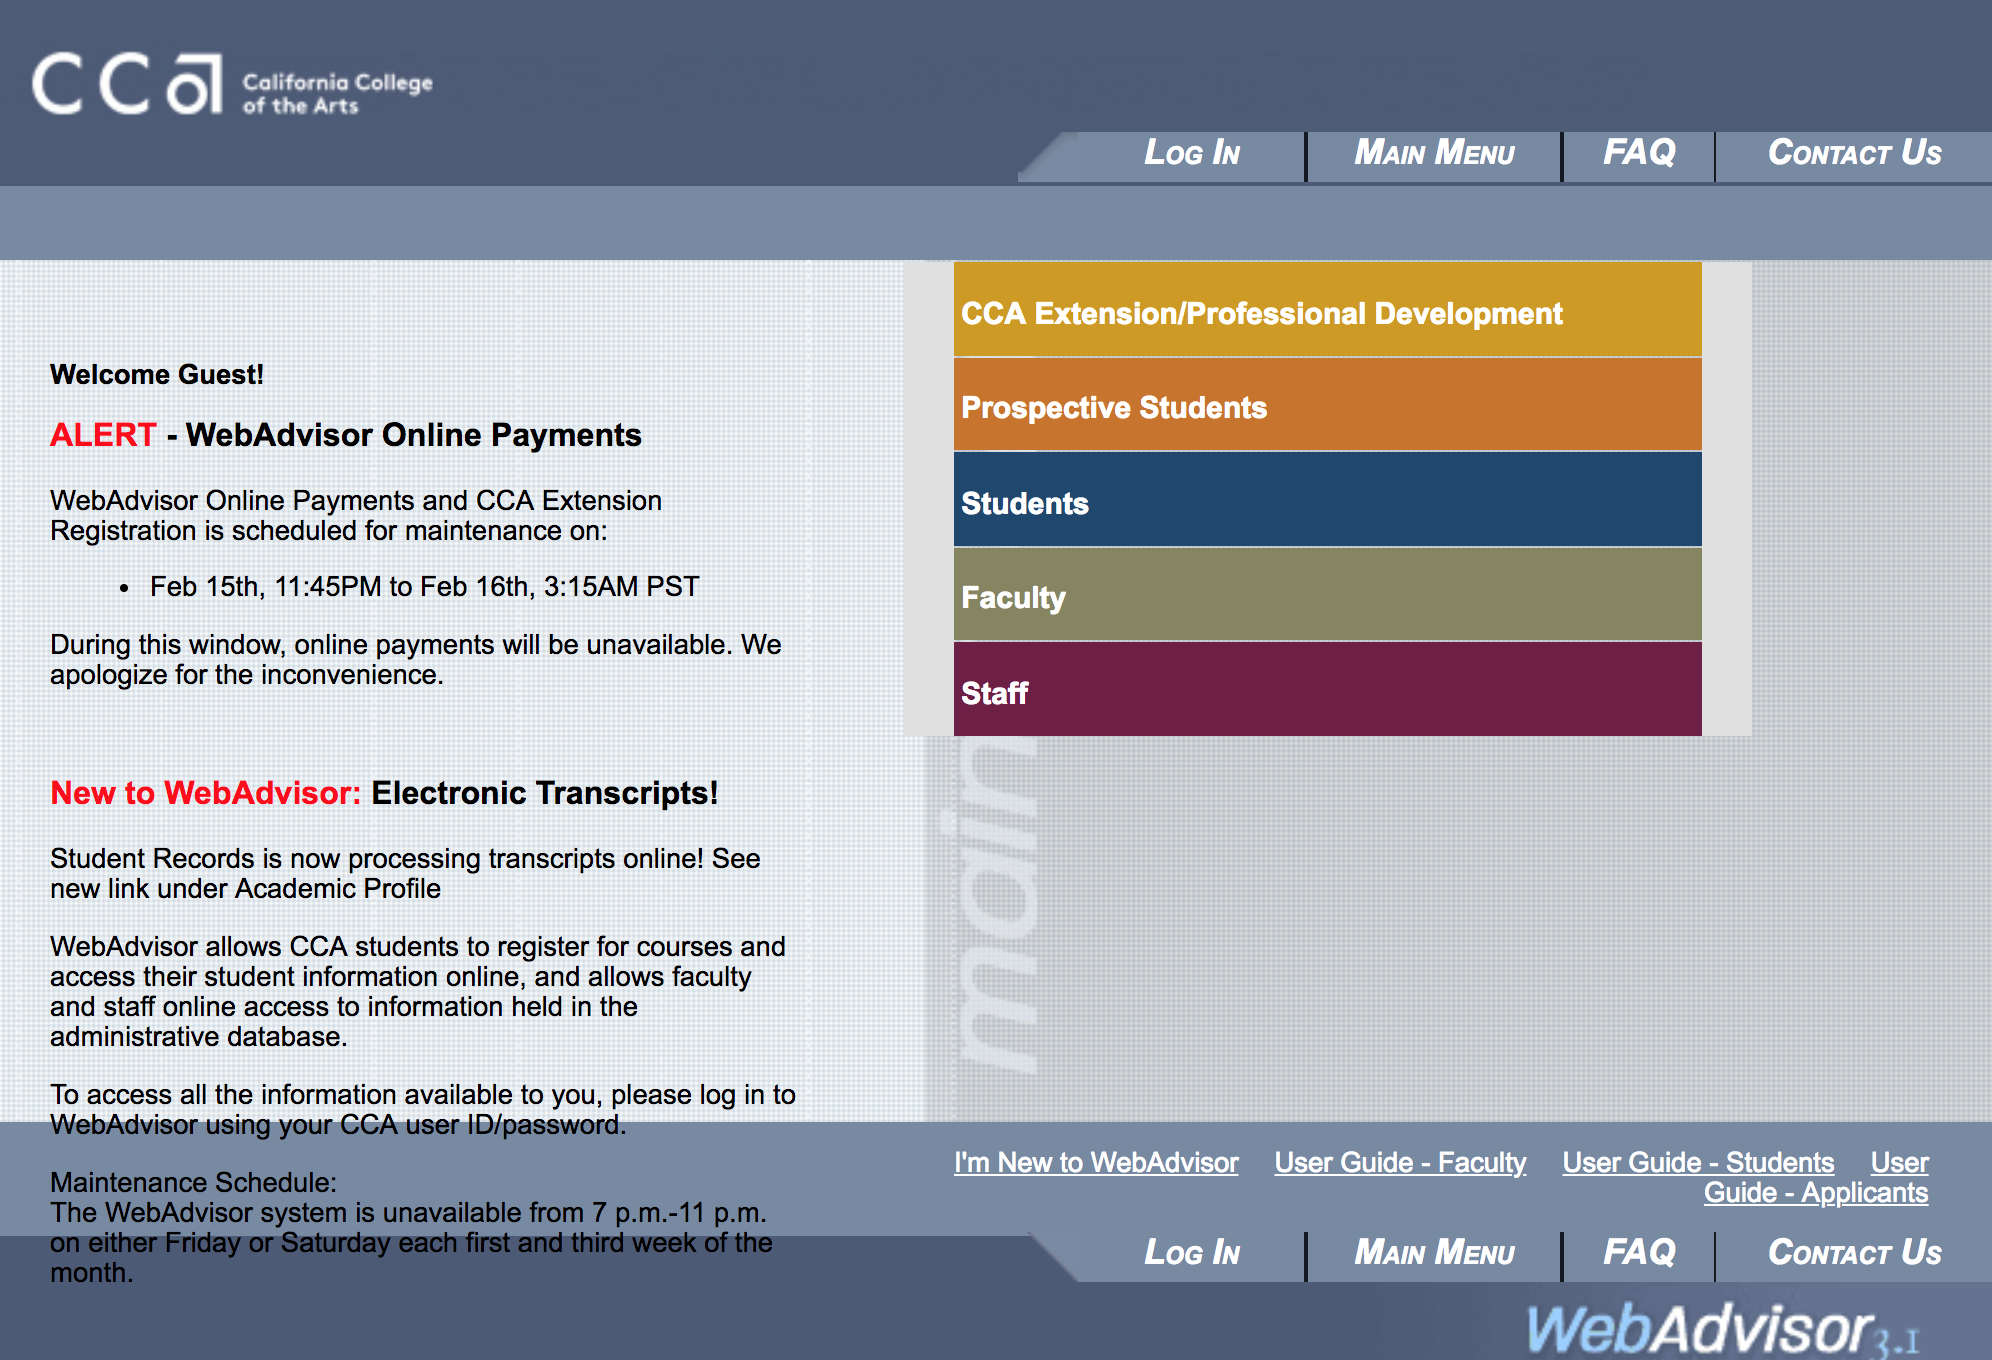 CCA California College
of the Arts
LOG IN
MAIN MENU
FAQ
CONTACT US
Welcome Guest!
ALERT - WebAdvisor Online Payments
WebAdvisor Online Payments and CCA Extension
Registration is scheduled for maintenance on:
• Feb 15th, 11:45PM to Feb 16th, 3:15AM PST
During this window, online payments will be unavailable. We
apologize for the inconvenience.
New to WebAdvisor: Electronic Transcripts!
Student Records is now processing transcripts online! See
new link under Academic Profile
WebAdvisor allows CCA students to register for courses and
access their student information online, and allows faculty
and staff online access to information held in the
administrative database.
To access all the information available to you, please log in to
WebAdvisor using your CCA user ID/password.
Maintenance Schedule:
The WebAdvisor system is unavailable from 7 p.m.-11 p.m.
on either Friday or Saturday each first and third week of the
month.
CCA Extension/Professional Development
Prospective Students
Students
Faculty
Staff
main
I'm New to WebAdvisor User Guide - Faculty User Guide - Students User
Guide - Applicants
LOG IN
MAIN MENU
FAQ
CONTACT US
WebAdvisor 3.1